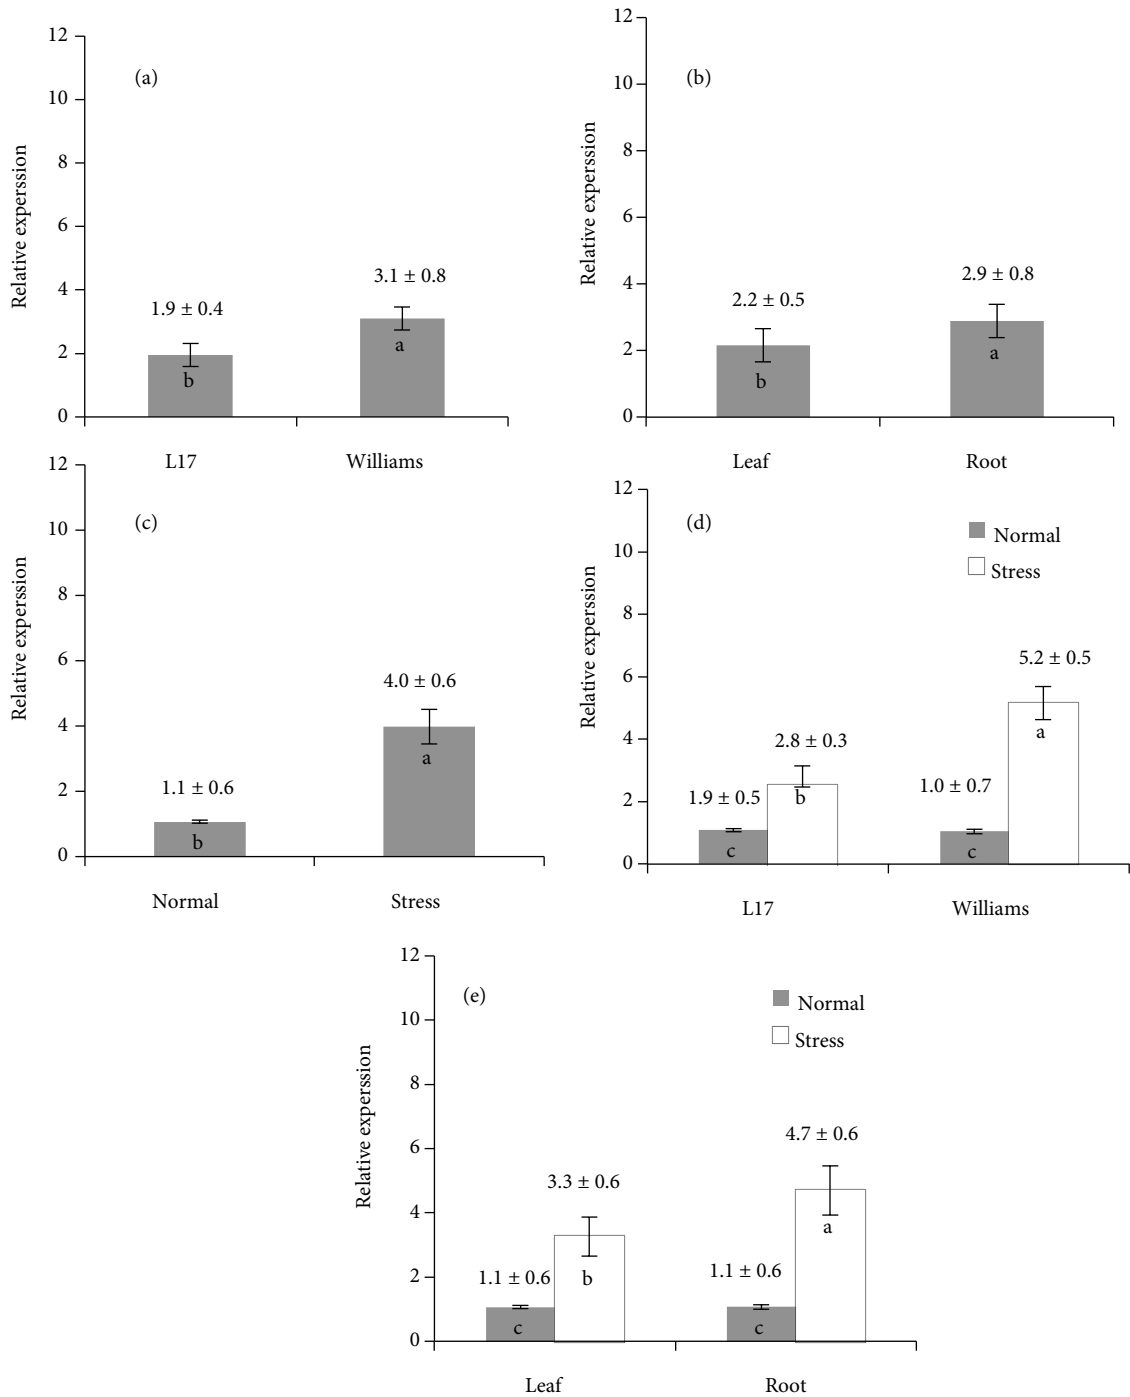 (a)
Relative experssion
12
10
8
6
4
2
0
1.9 ± 0.4
3.1 ± 0.8
b
a
L17
Williams
(b)
Relative experssion
12
10
8
6
4
2
0
2.2 ± 0.5
2.9 ± 0.8
b
a
Leaf
Root
(c)
Relative experssion
12
10
8
6
4
2
0
1.1 ± 0.6
4.0 ± 0.6
b
a
Normal
Stress
(d)
Relative experssion
12
10
8
6
4
2
0
Normal
Stress
1.9 ± 0.5
2.8 ± 0.3
1.0 ± 0.7
5.2 ± 0.5
c
b
c
a
L17
Williams
(e)
Relative experssion
12
10
8
6
4
2
0
Normal
Stress
1.1 ± 0.6
3.3 ± 0.6
1.1 ± 0.6
4.7 ± 0.6
c
b
c
a
Leaf
Root